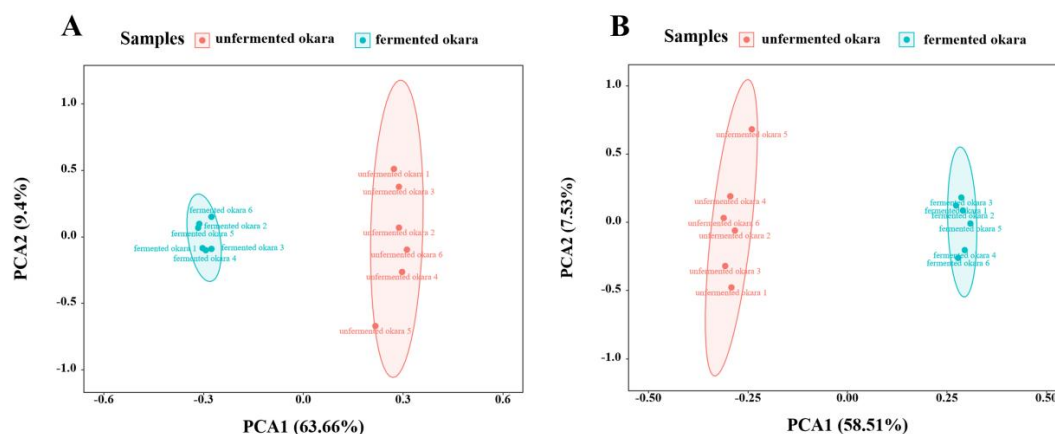 A
Samples unfermented okara fermented okara
1.0
0.5
0.0
-0.5
-1.0
PCA2 (9.4%)
unfermented okara 1
unfermented okara 3
fermented okara 6
fermented okara 2
fermented okara 5
unfermented okara 2
fermented okara 1
fermented okara 3
fermented okara 4
unfermented okara 6
unfermented okara 4
unfermented okara 5
-0.6 -0.3 0.0 0.3 0.6
PCA1 (63.66%)
B
Samples unfermented okara fermented okara
1.0
0.5
0.0
-0.5
-1.0
PCA2 (7.53%)
unfermented okara 5
unfermented okara 4
unfermented okara 6
unfermented okara 2
unfermented okara 3
unfermented okara 1
fermented okara 3
fermented okara 1
fermented okara 2
fermented okara 5
fermented okara 4
fermented okara 6
-0.50 -0.25 0.00 0.25 0.50
PCA1 (58.51%)